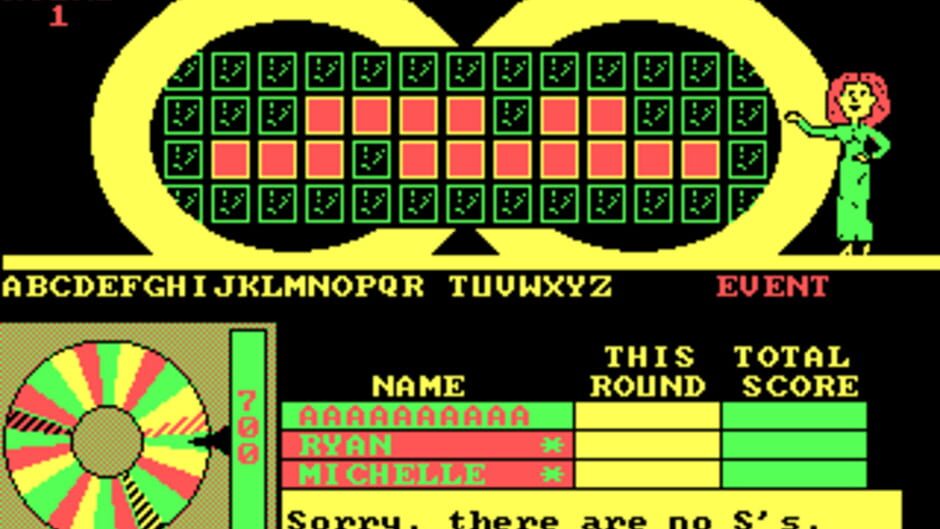 1
ABCDEFGHIJKLMNOPQR TUVWXYZ
EVENT
NAME
THIS ROUND
TOTAL SCORE
700
AAAAAAAAAA
RYAN *
MICHELLE *
Sorry, there are no S's.